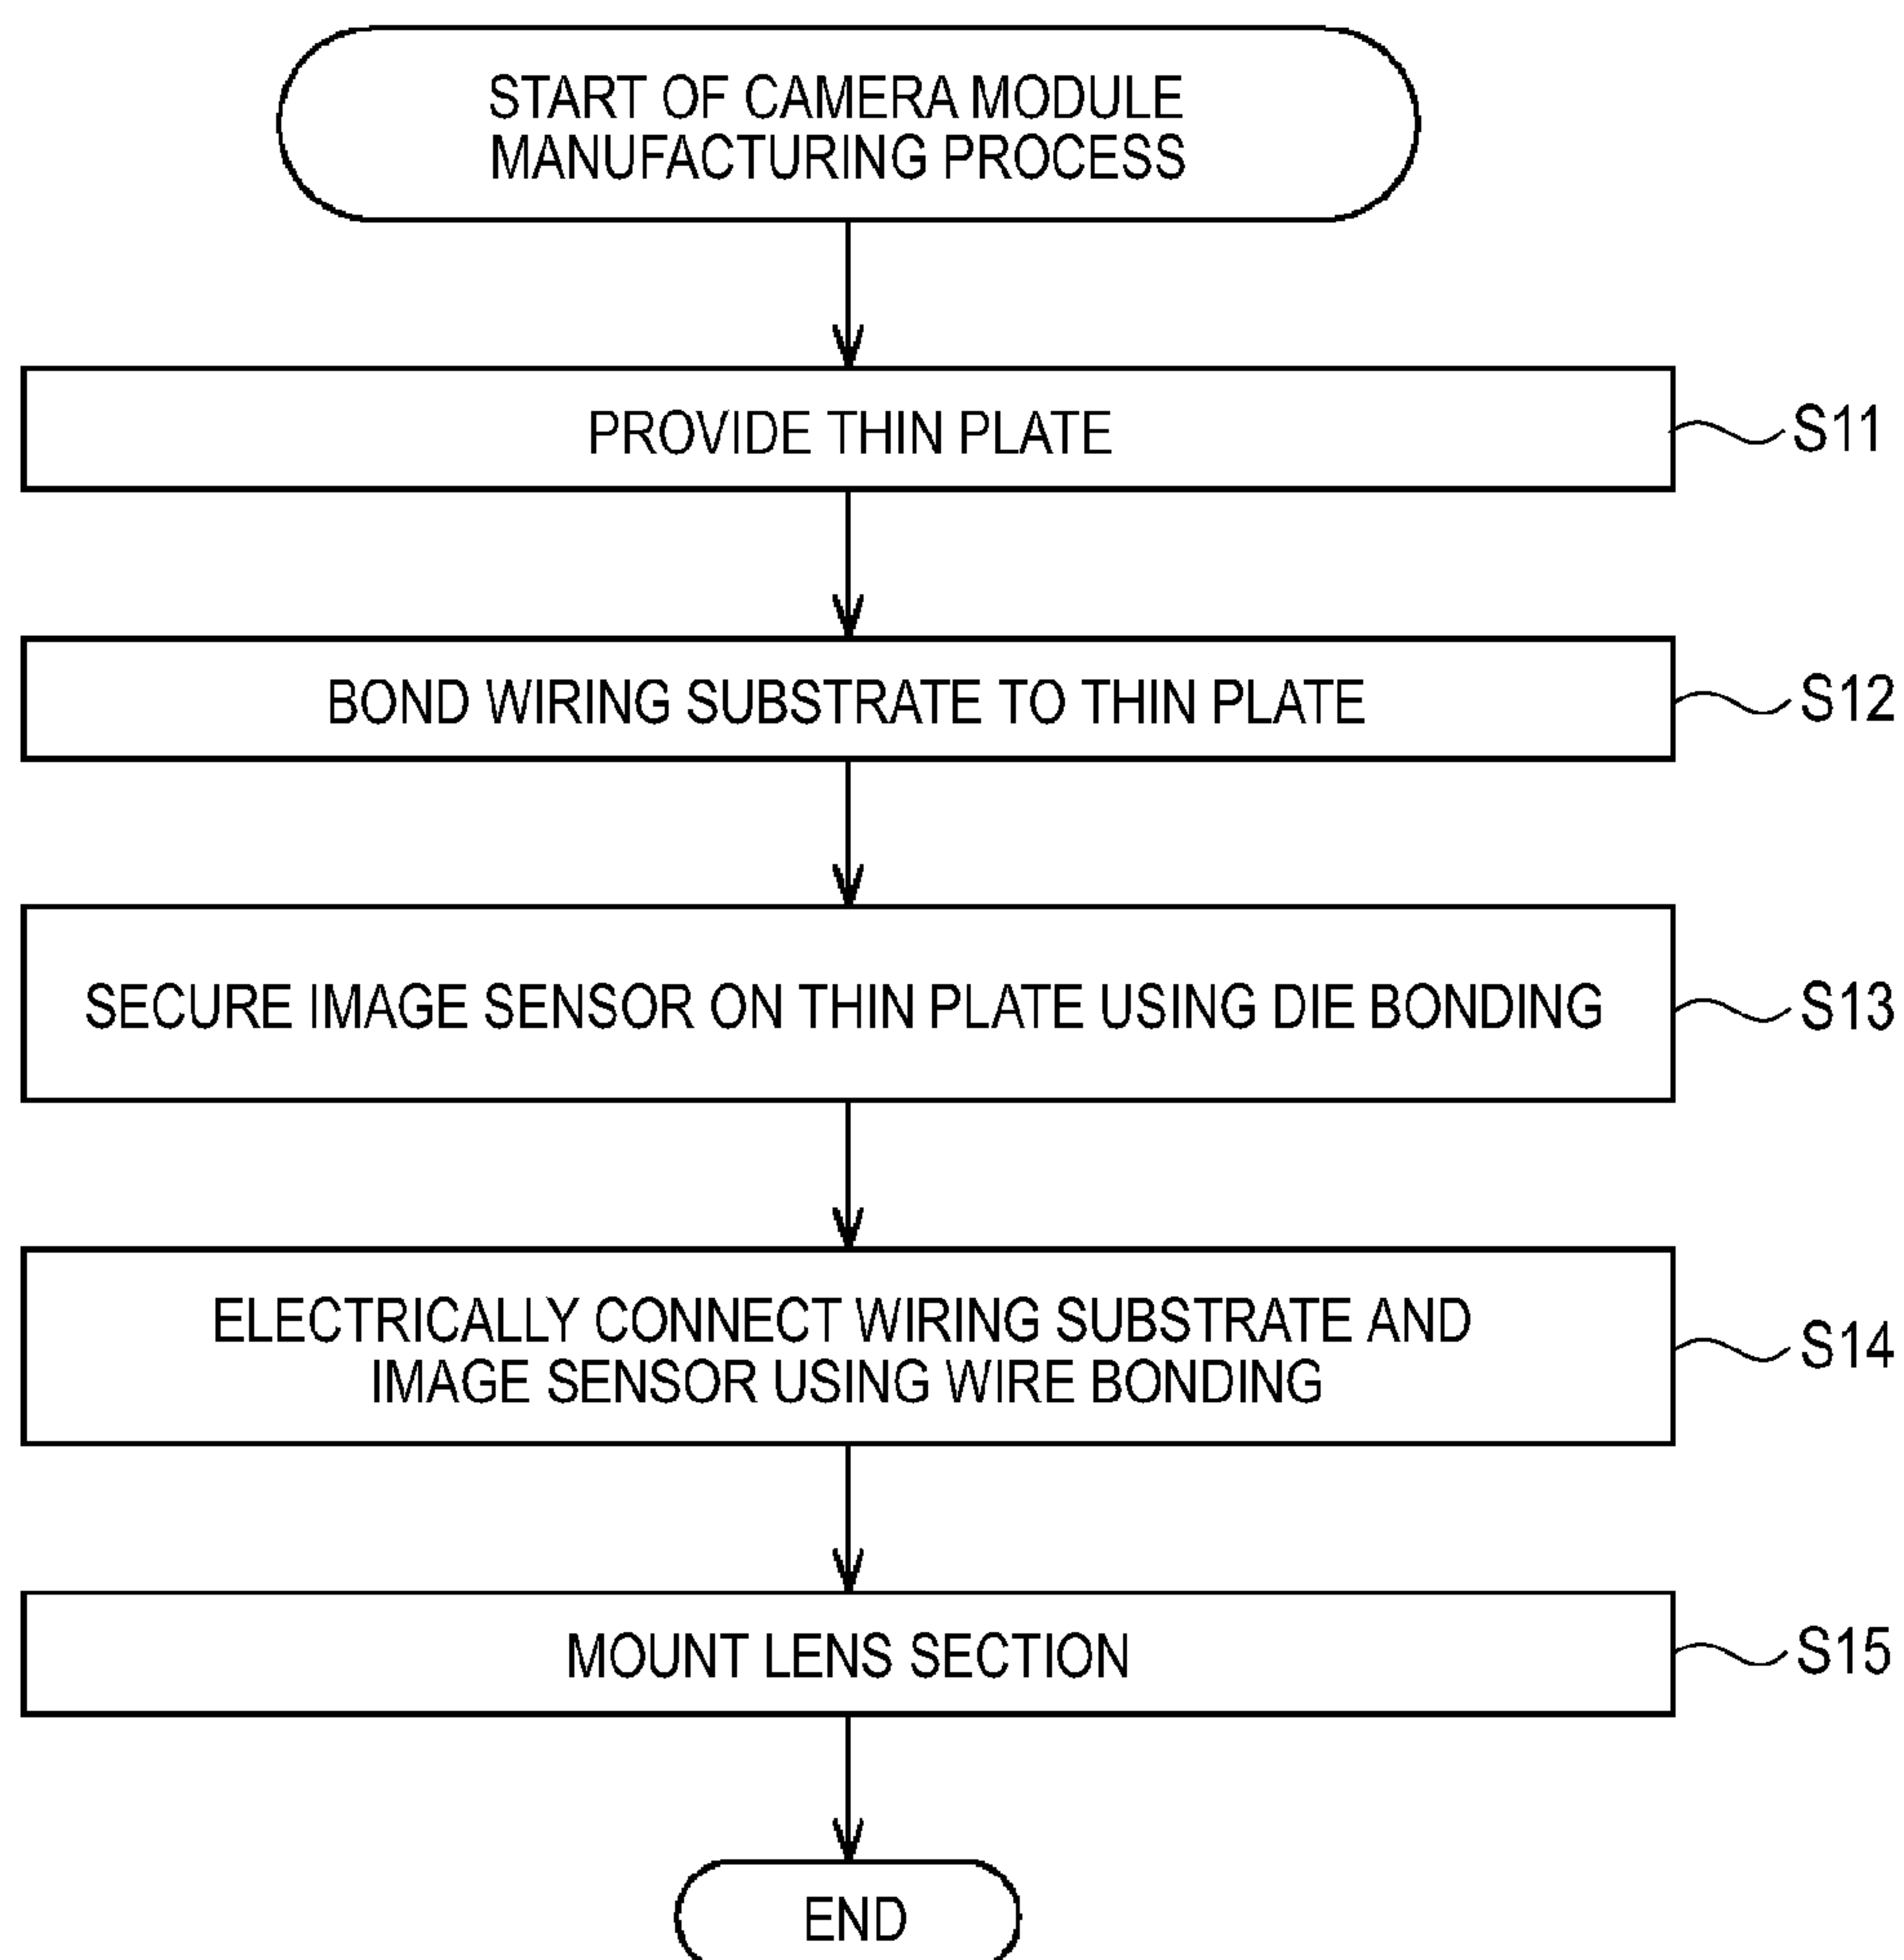 START OF CAMERA MODULE
MANUFACTURING PROCESS
PROVIDE THIN PLATE
S11
BOND WIRING SUBSTRATE TO THIN PLATE
S12
SECURE IMAGE SENSOR ON THIN PLATE USING DIE BONDING
S13
ELECTRICALLY CONNECT WIRING SUBSTRATE AND
IMAGE SENSOR USING WIRE BONDING
S14
MOUNT LENS SECTION
S15
END